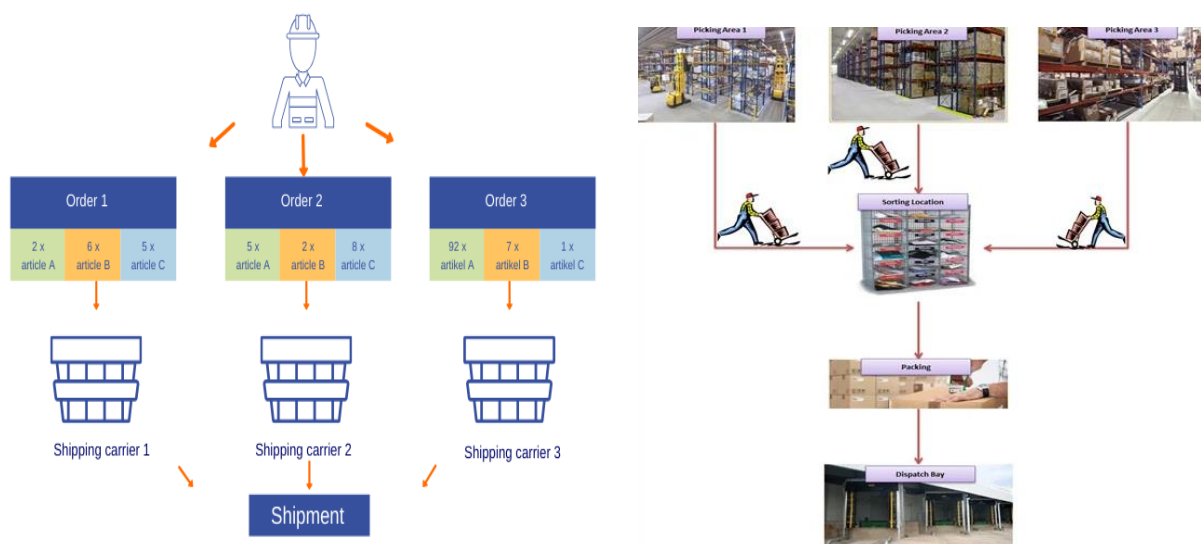 Order 1
2 x
article A
6 x
article B
5 x
article C
Order 2
5 x
article A
2 x
article B
8 x
article C
Order 3
92 x
artikel A
7 x
artikel B
1 x
artikel C
Shipping carrier 1
Shipping carrier 2
Shipping carrier 3
Shipment
Picking Area 1
Picking Area 2
Picking Area 3
Sorting Location
Packing
Dispatch Bay